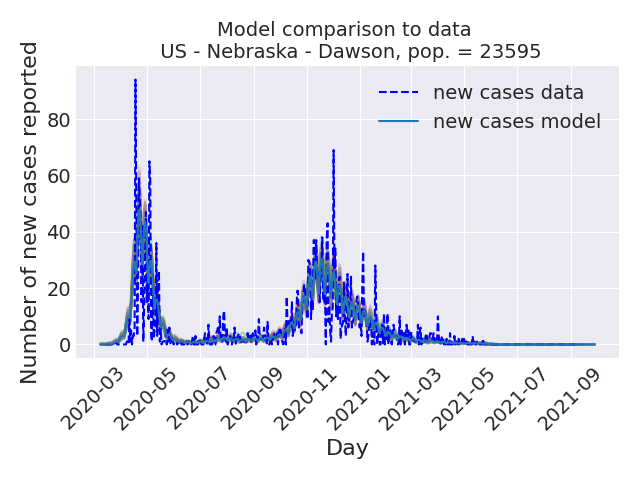 Model comparison to data
US - Nebraska - Dawson, pop. = 23595
Number of new cases reported
80
60
40
20
0
new cases data
new cases model
2020-03
2020-05
2020-07
2020-09
2020-11
2021-01
2021-03
2021-05
2021-07
2021-09
Day